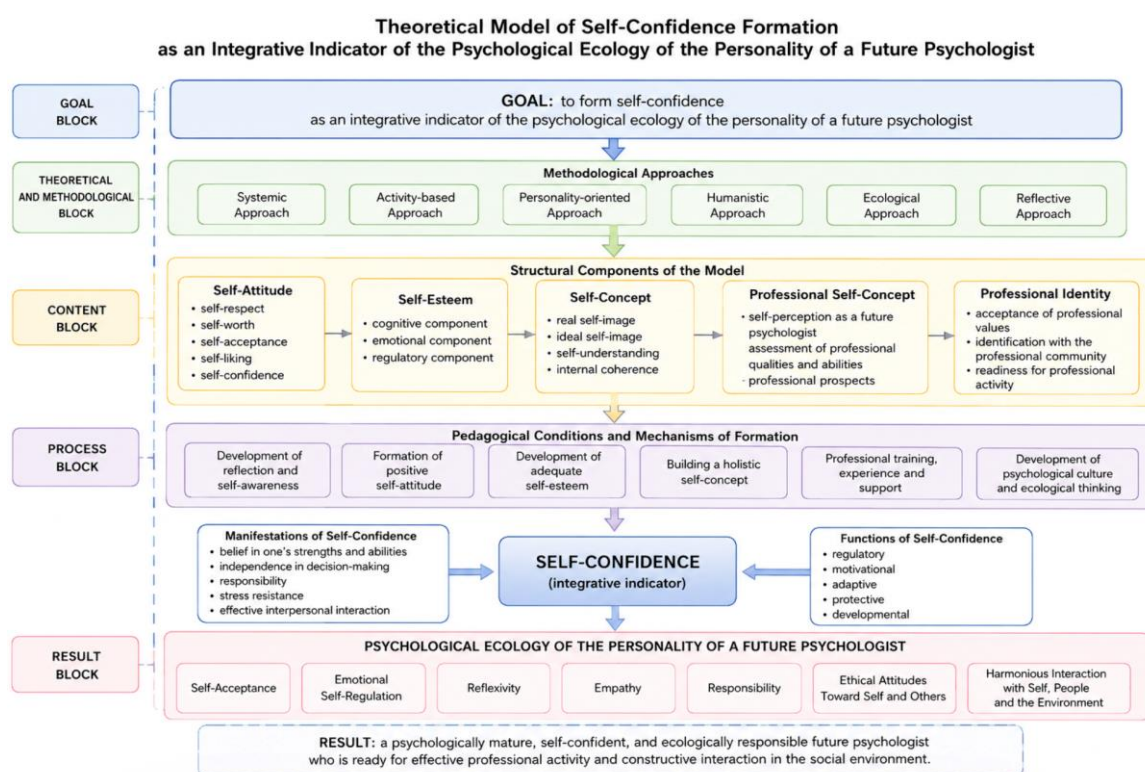 Theoretical Model of Self-Confidence Formation
as an Integrative Indicator of the Psychological Ecology of the Personality of a Future Psychologist
GOAL
BLOCK
GOAL: to form self-confidence
as an integrative indicator of the psychological ecology of the personality of a future psychologist
THEORETICAL
AND METHODOLOGICAL
BLOCK
Methodological Approaches
Systemic
Approach
Activity-based
Approach
Personality-oriented
Approach
Humanistic
Approach
Ecological
Approach
Reflective
Approach
CONTENT
BLOCK
Structural Components of the Model
Self-Attitude
• self-respect
• self-worth
• self-acceptance
• self-liking
• self-confidence
Self-Esteem
• cognitive component
• emotional component
• regulatory component
Self-Concept
• real self-image
• ideal self-image
• self-understanding
• internal coherence
Professional Self-Concept
• self-perception as a future
psychologist
assessment of professional
qualities and abilities
· professional prospects
Professional Identity
• acceptance of professional
values
• identification with the
professional community
• readiness for professional
activity
PROCESS
BLOCK
Pedagogical Conditions and Mechanisms of Formation
Development of
reflection and
self-awareness
Formation of
positive
self-attitude
Development of
adequate
self-esteem
Building a holistic
self-concept
Professional training,
experience and
support
Development of
psychological culture
and ecological thinking
Manifestations of Self-Confidence
• belief in one's strengths and abilities
• independence in decision-making
• responsibility
• stress resistance
• effective interpersonal interaction
SELF-CONFIDENCE
(integrative indicator)
Functions of Self-Confidence
• regulatory
• motivational
• adaptive
• protective
• developmental
RESULT
BLOCK
PSYCHOLOGICAL ECOLOGY OF THE PERSONALITY OF A FUTURE PSYCHOLOGIST
Self-Acceptance
Emotional
Self-Regulation
Reflexivity
Empathy
Responsibility
Ethical Attitudes
Toward Self and Others
Harmonious Interaction
with Self, People
and the Environment
RESULT: a psychologically mature, self-confident, and ecologically responsible future psychologist
who is ready for effective professional activity and constructive interaction in the social environment.